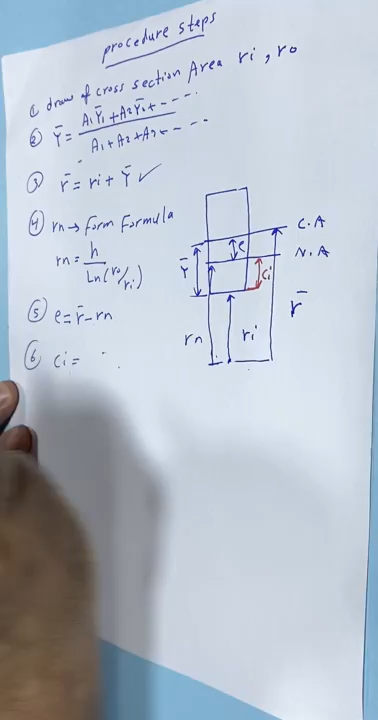 procedure steps
① draw of cross section Area ri, ro
② Ȳ = A1Ȳ1 + A2Ȳ2 + - - - -
A1 + A2 + A3 + - - - -
③ r̄ = ri + Ȳ ✓
④ rn → form formula
rn = h / Ln(ro/ri)
⑤ e = r̄ - rn
⑥ ci =
C.A
e
N.A
Ȳ
ci
r̄
rn
ri